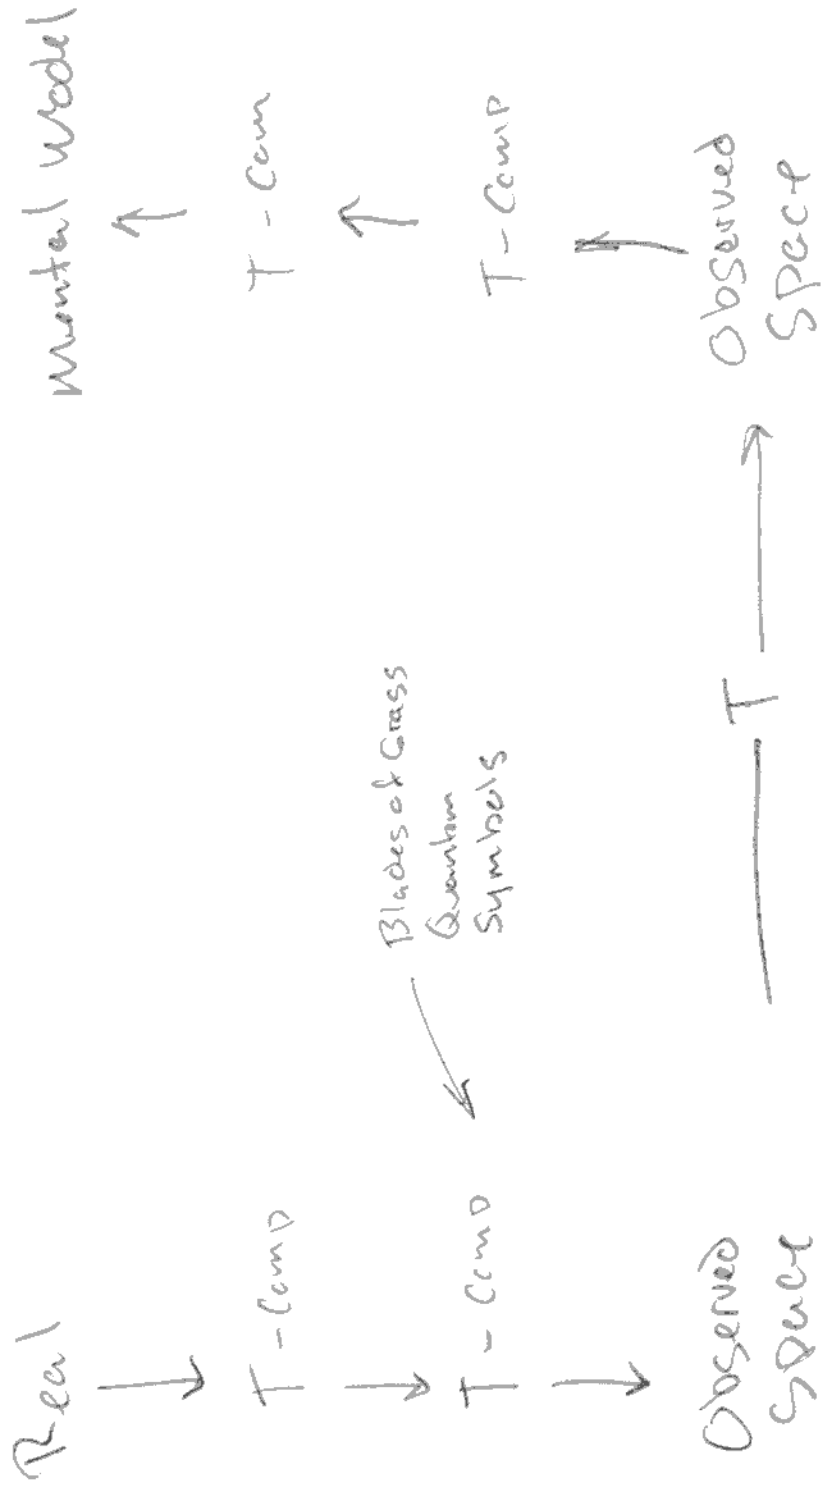 Real
T-Comp
T-Comp
Observed
Space
Blades of Grass
Quantum
Symbols
T
Mental Model
T-Com
T-Comp
Observed
Space